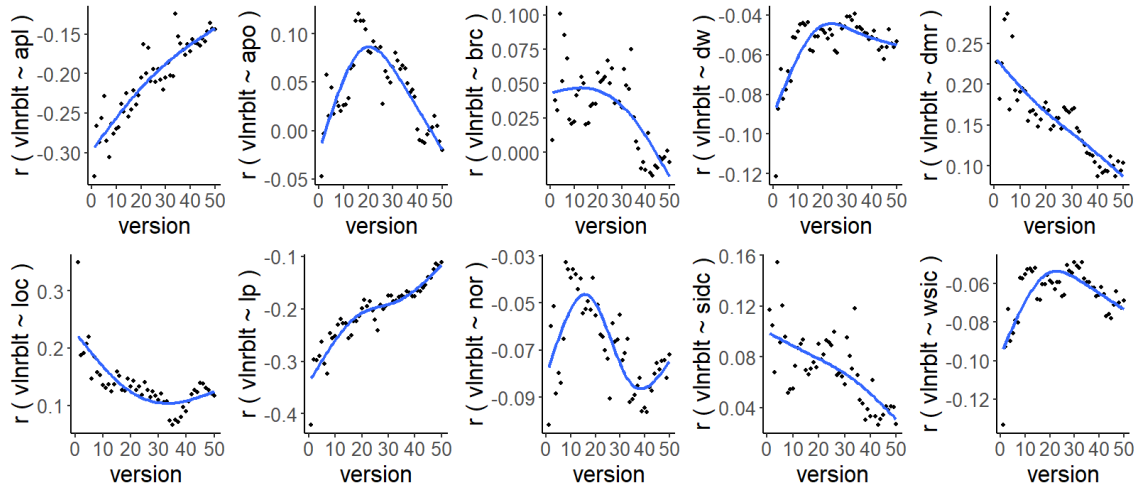 r ( vlnrblt ~ apl )
-0.15
-0.20
-0.25
-0.30
0 10 20 30 40 50
version
r ( vlnrblt ~ apo )
0.10
0.05
0.00
-0.05
0 10 20 30 40 50
version
r ( vlnrblt ~ brc )
0.100
0.075
0.050
0.025
0.000
0 10 20 30 40 50
version
r ( vlnrblt ~ dw )
-0.04
-0.06
-0.08
-0.10
-0.12
0 10 20 30 40 50
version
r ( vlnrblt ~ dmr )
0.25
0.20
0.15
0.10
0 10 20 30 40 50
version
r ( vlnrblt ~ loc )
0.3
0.2
0.1
0 10 20 30 40 50
version
r ( vlnrblt ~ lp )
-0.1
-0.2
-0.3
-0.4
0 10 20 30 40 50
version
r ( vlnrblt ~ nor )
-0.03
-0.05
-0.07
-0.09
0 10 20 30 40 50
version
r ( vlnrblt ~ sidc )
0.16
0.12
0.08
0.04
0 10 20 30 40 50
version
r ( vlnrblt ~ wsic )
-0.06
-0.08
-0.10
-0.12
0 10 20 30 40 50
version